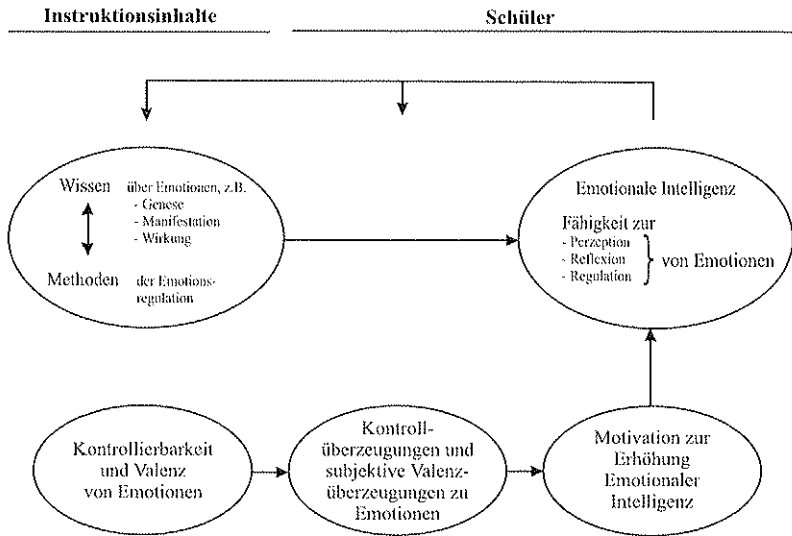 Instruktionsinhalte
Schüler
Wissen
über Emotionen, z.B.
- Genese
- Manifestation
- Wirkung
Methoden
der Emotions-
regulation
Emotionale Intelligenz
Fähigkeit zur
- Perzeption
- Reflexion
- Regulation
von Emotionen
Kontrollierbarkeit
und Valenz
von Emotionen
Kontroll-
überzeugungen und
subjektive Valenz-
überzeugungen zu
Emotionen
Motivation zur
Erhöhung
Emotionaler
Intelligenz